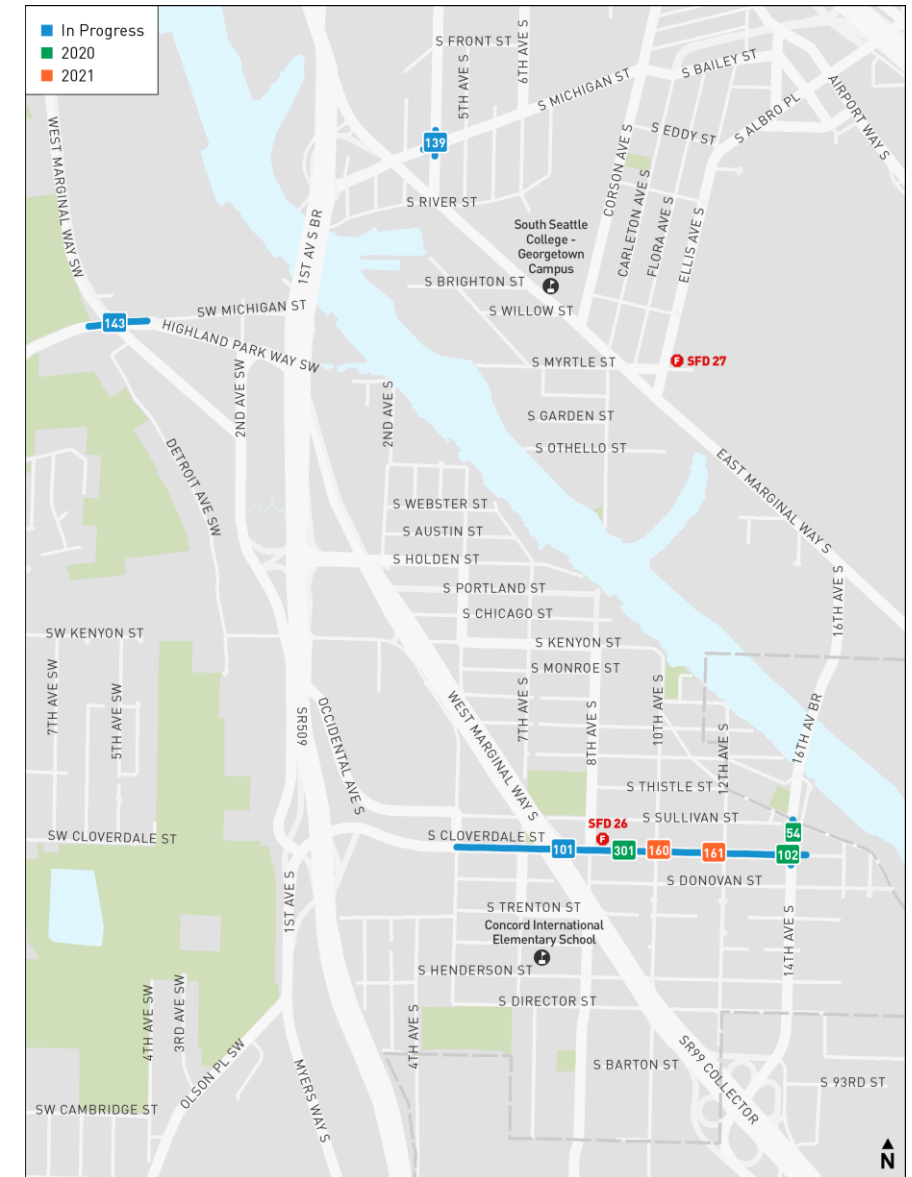 In Progress
2020
2021
S FRONT ST
5TH AVE S
6TH AVE S
S MICHIGAN ST
S BAILEY ST
AIRPORT WAY S
S EDDY ST
S ALBRO PL
WEST MARGINAL WAY SW
139
CORSON AVE S
S RIVER ST
CARLETON AVE S
FLORA AVE S
ELLIS AVE S
1ST AV S BR
South Seattle
College -
Georgetown
Campus
S BRIGHTON ST
SW MICHIGAN ST
S WILLOW ST
143
HIGHLAND PARK WAY SW
S MYRTLE ST
F SFD 27
2ND AVE SW
2ND AVE S
S GARDEN ST
S OTHELLO ST
DETROIT AVE SW
EAST MARGINAL WAY S
S WEBSTER ST
S AUSTIN ST
S HOLDEN ST
S PORTLAND ST
16TH AVE S
S CHICAGO ST
SW KENYON ST
S KENYON ST
S MONROE ST
7TH AVE SW
5TH AVE SW
SR509
OCCIDENTAL AVE S
WEST MARGINAL WAY S
7TH AVE S
8TH AVE S
10TH AVE S
12TH AVE S
16TH AV BR
S THISTLE ST
S SULLIVAN ST
SFD 26
F
54
SW CLOVERDALE ST
S CLOVERDALE ST
101
301
160
161
102
S DONOVAN ST
1ST AVE S
S TRENTON ST
Concord International
Elementary School
14TH AVE S
S HENDERSON ST
S DIRECTOR ST
4TH AVE SW
3RD AVE SW
4TH AVE S
OLSON PL SW
MYERS WAY S
S BARTON ST
SR99 COLLECTOR
S 93RD ST
SW CAMBRIDGE ST
N